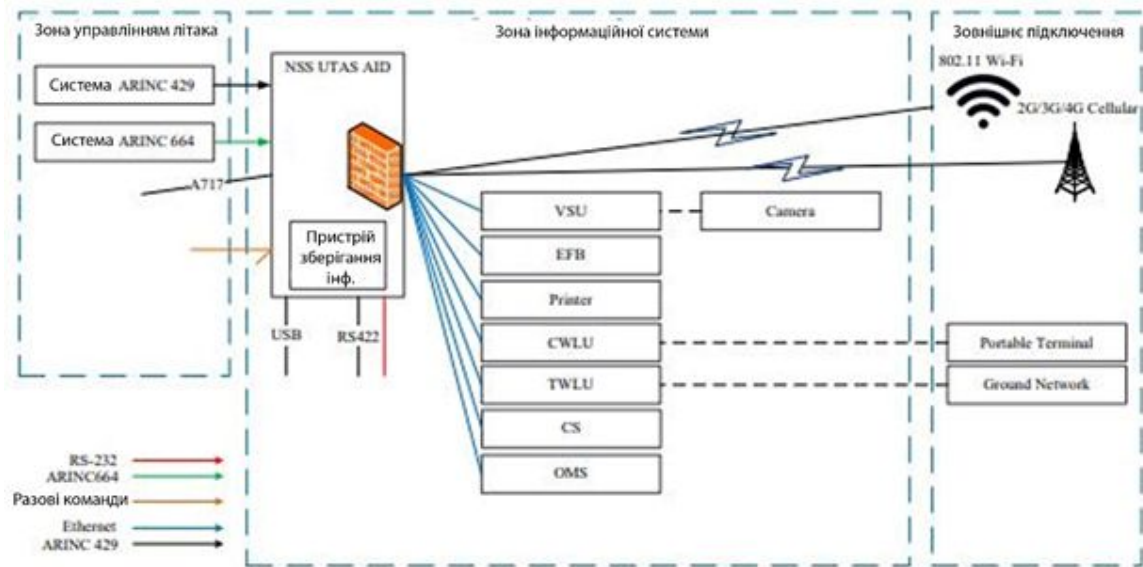 Зона управлінням літака
Система ARINC 429
Система ARINC 664
A717
NSS UTAS AID
Пристрій
зберігання
інф.
USB
RS422
Зона інформаційної системи
VSU
Camera
EFB
Printer
CWLU
TWLU
CS
OMS
Зовнішнє підключення
802.11 Wi-Fi
2G/3G/4G Cellular
Portable Terminal
Ground Network
RS-232
ARINC664
Разові команди
Ethernet
ARINC 429